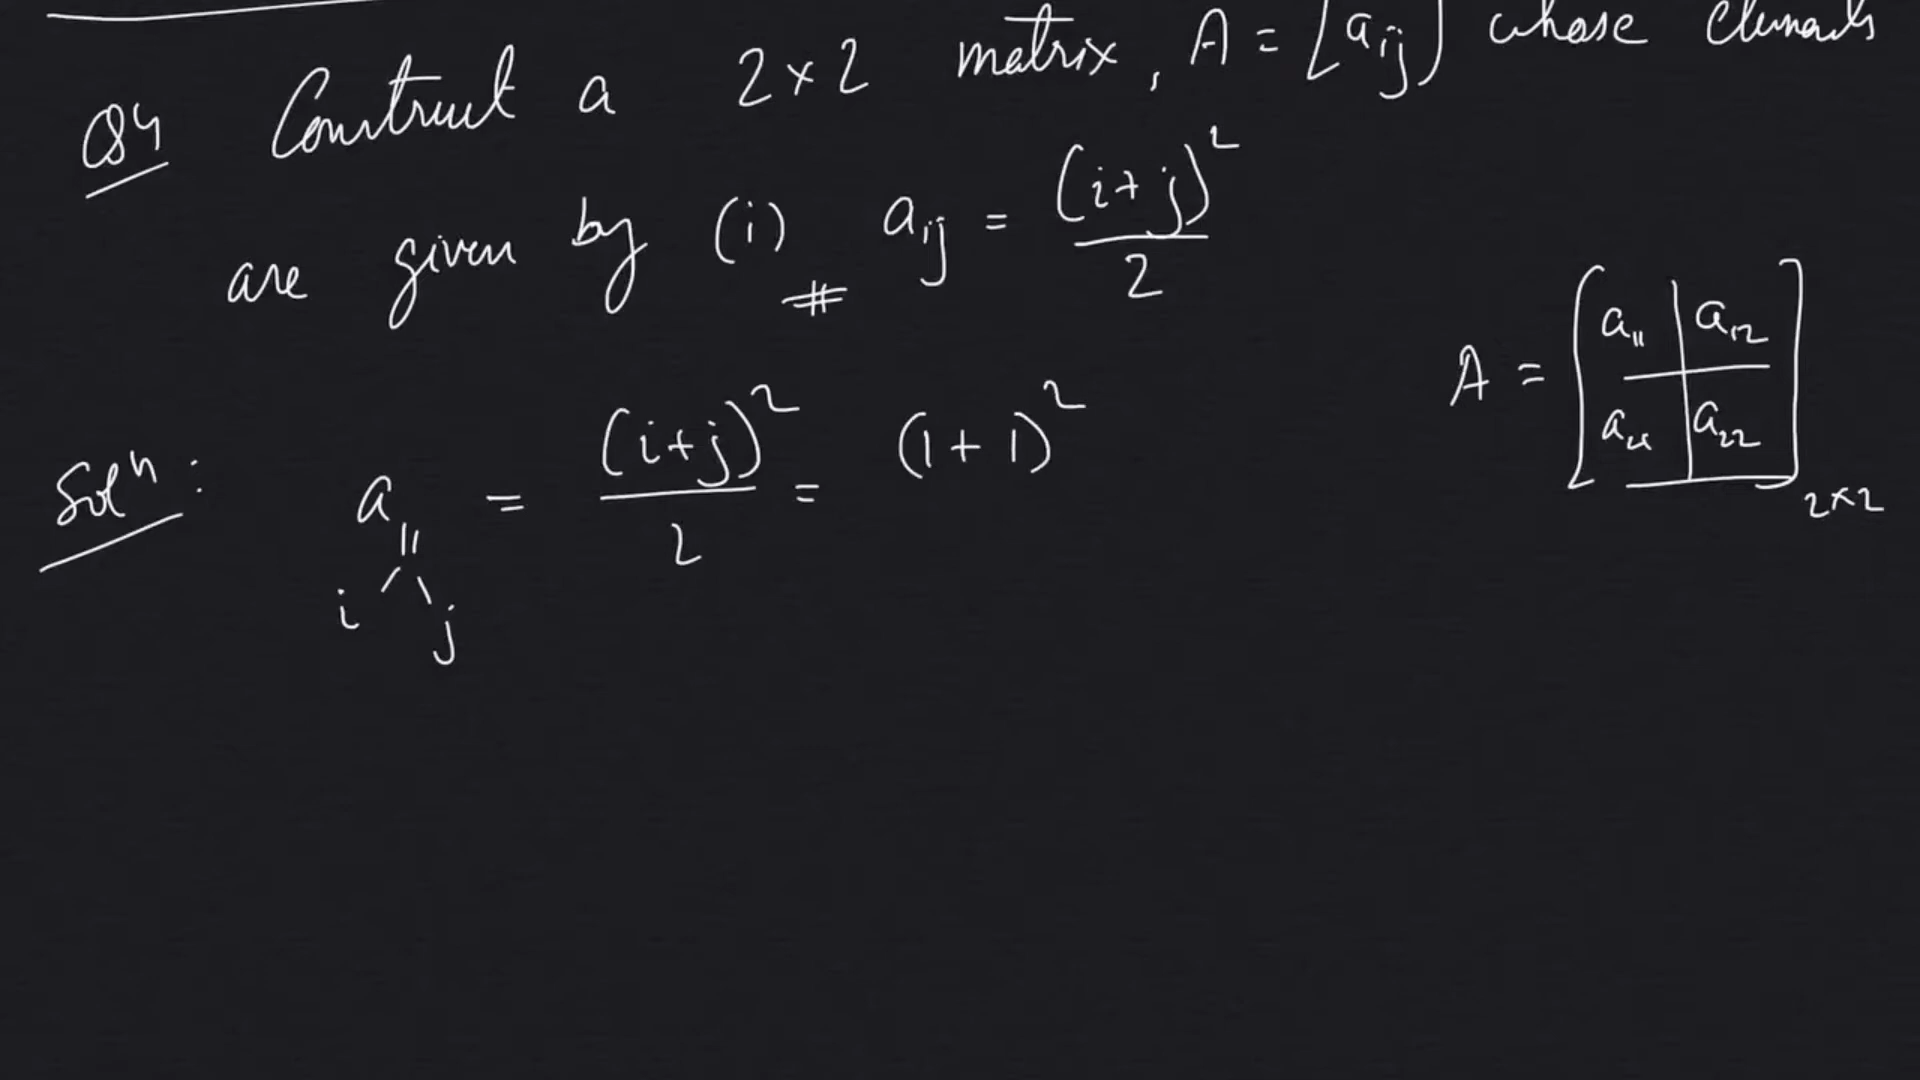 Q4 Construct a 2×2 matrix, A = [aij] whose elements
are given by (i) aij = (i+j)²/2
A = [a11 a12
a21 a22]2×2
Solⁿ: a11 = (i+j)²/2 = (1+1)²
i j